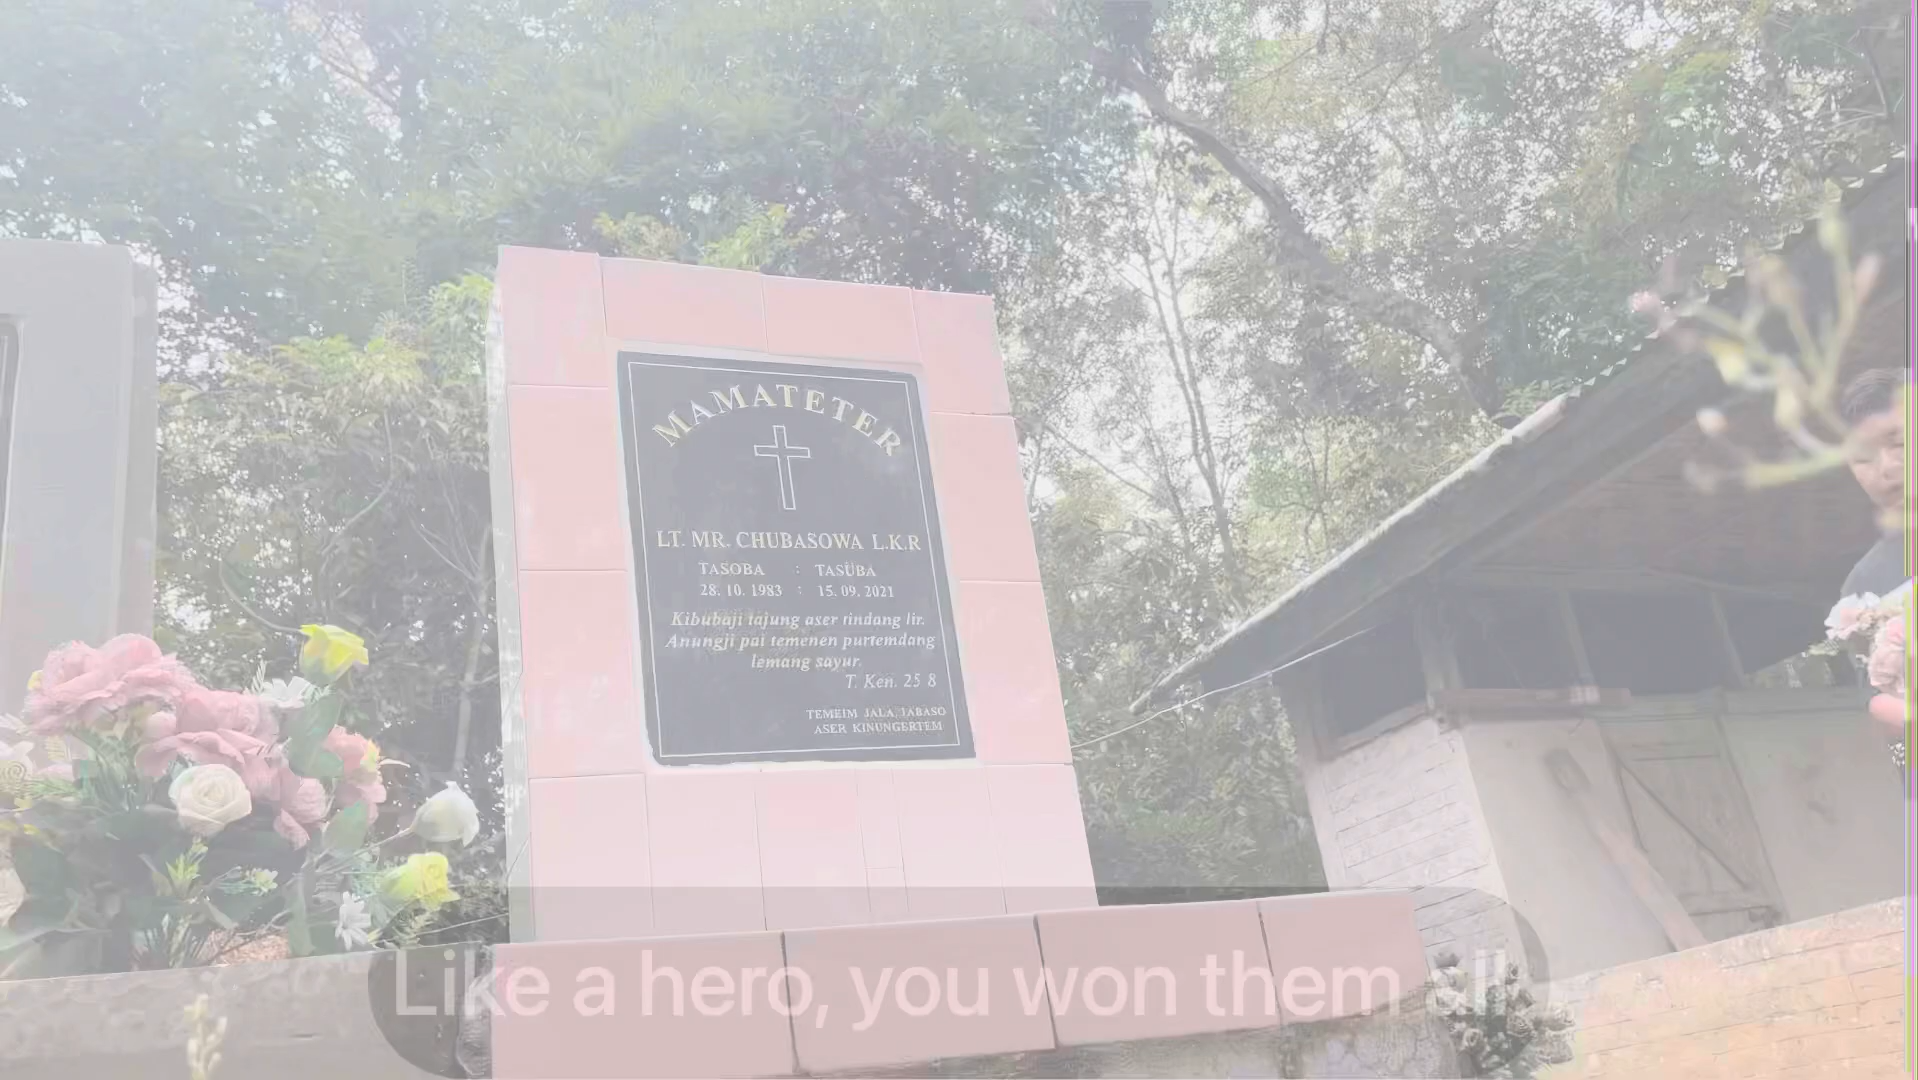 MAMATETER
LT. MR. CHUBASOWA L.K.R
TASOBA : TASÜBA
28. 10. 1983 : 15. 09. 2021
Kibubaji tajung aser tindang lir.
Anungji pai temenen purtemdang
lemang sayur.
T. Ken. 25 8
TEMEIM JALA, TABASO
ASER KINUNGERTEM
Like a hero, you won them all